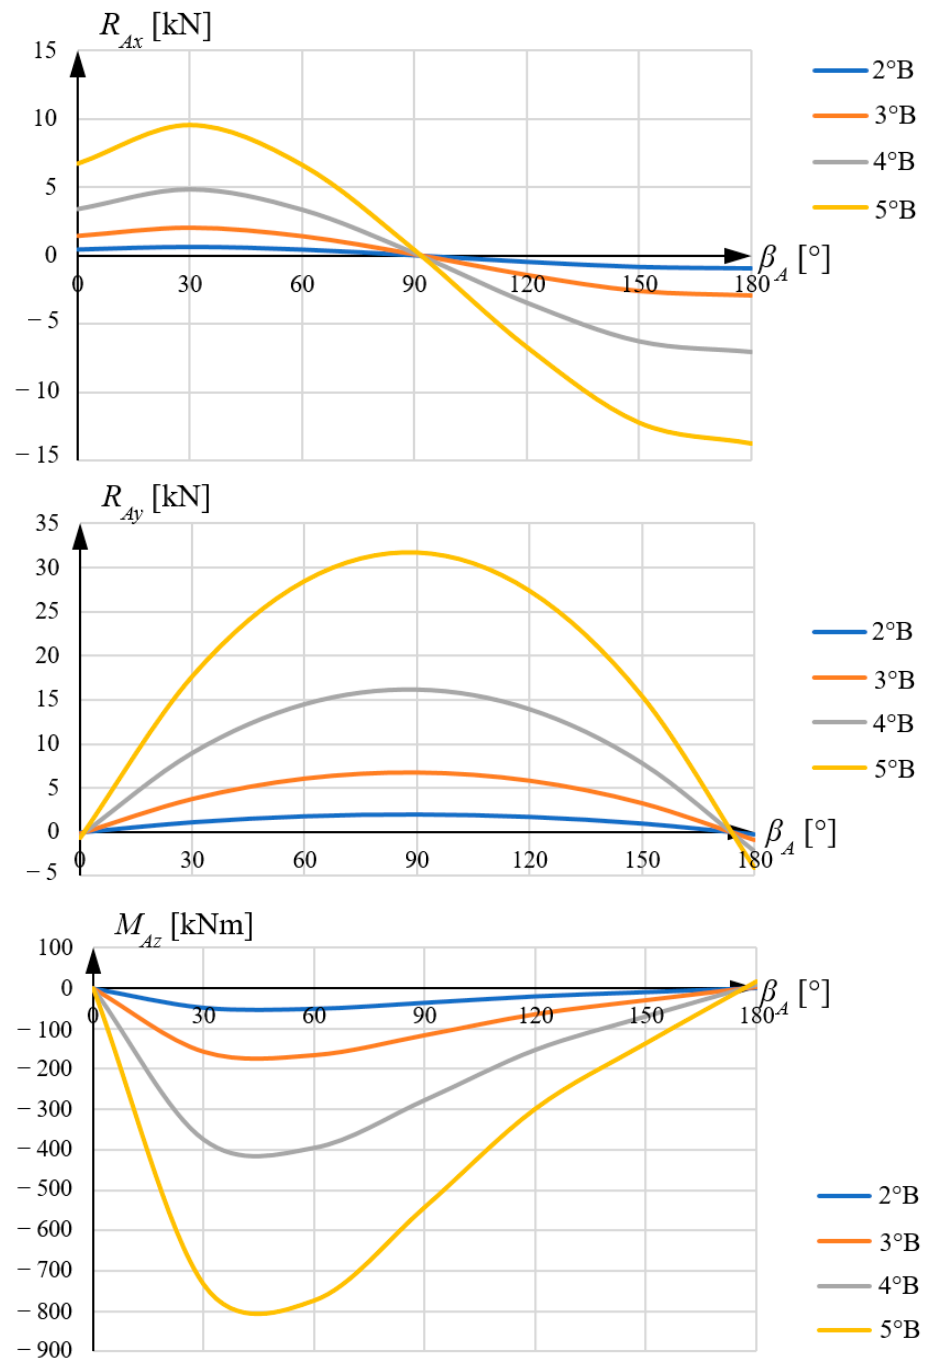 R_Ax [kN]
15
10
5
0
− 5
− 10
− 15
0 30 60 90 120 150 180
β_A [°]
2°B
3°B
4°B
5°B
R_Ay [kN]
35
30
25
20
15
10
5
0
− 5
0 30 60 90 120 150 180
β_A [°]
2°B
3°B
4°B
5°B
M_Az [kNm]
100
0
− 100
− 200
− 300
− 400
− 500
− 600
− 700
− 800
− 900
0 30 60 90 120 150 180
β_A [°]
2°B
3°B
4°B
5°B